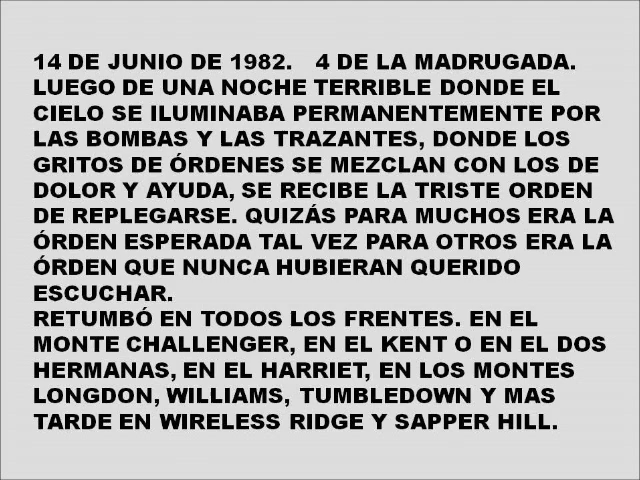 14 DE JUNIO DE 1982.   4 DE LA MADRUGADA.
LUEGO DE UNA NOCHE TERRIBLE DONDE EL
CIELO SE ILUMINABA PERMANENTEMENTE POR
LAS BOMBAS Y LAS TRAZANTES, DONDE LOS
GRITOS DE ÓRDENES SE MEZCLAN CON LOS DE
DOLOR Y AYUDA, SE RECIBE LA TRISTE ORDEN
DE REPLEGARSE. QUIZÁS PARA MUCHOS ERA LA
ÓRDEN ESPERADA TAL VEZ PARA OTROS ERA LA
ÓRDEN QUE NUNCA HUBIERAN QUERIDO
ESCUCHAR.
RETUMBÓ EN TODOS LOS FRENTES. EN EL
MONTE CHALLENGER, EN EL KENT O EN EL DOS
HERMANAS, EN EL HARRIET, EN LOS MONTES
LONGDON, WILLIAMS, TUMBLEDOWN Y MAS
TARDE EN WIRELESS RIDGE Y SAPPER HILL.